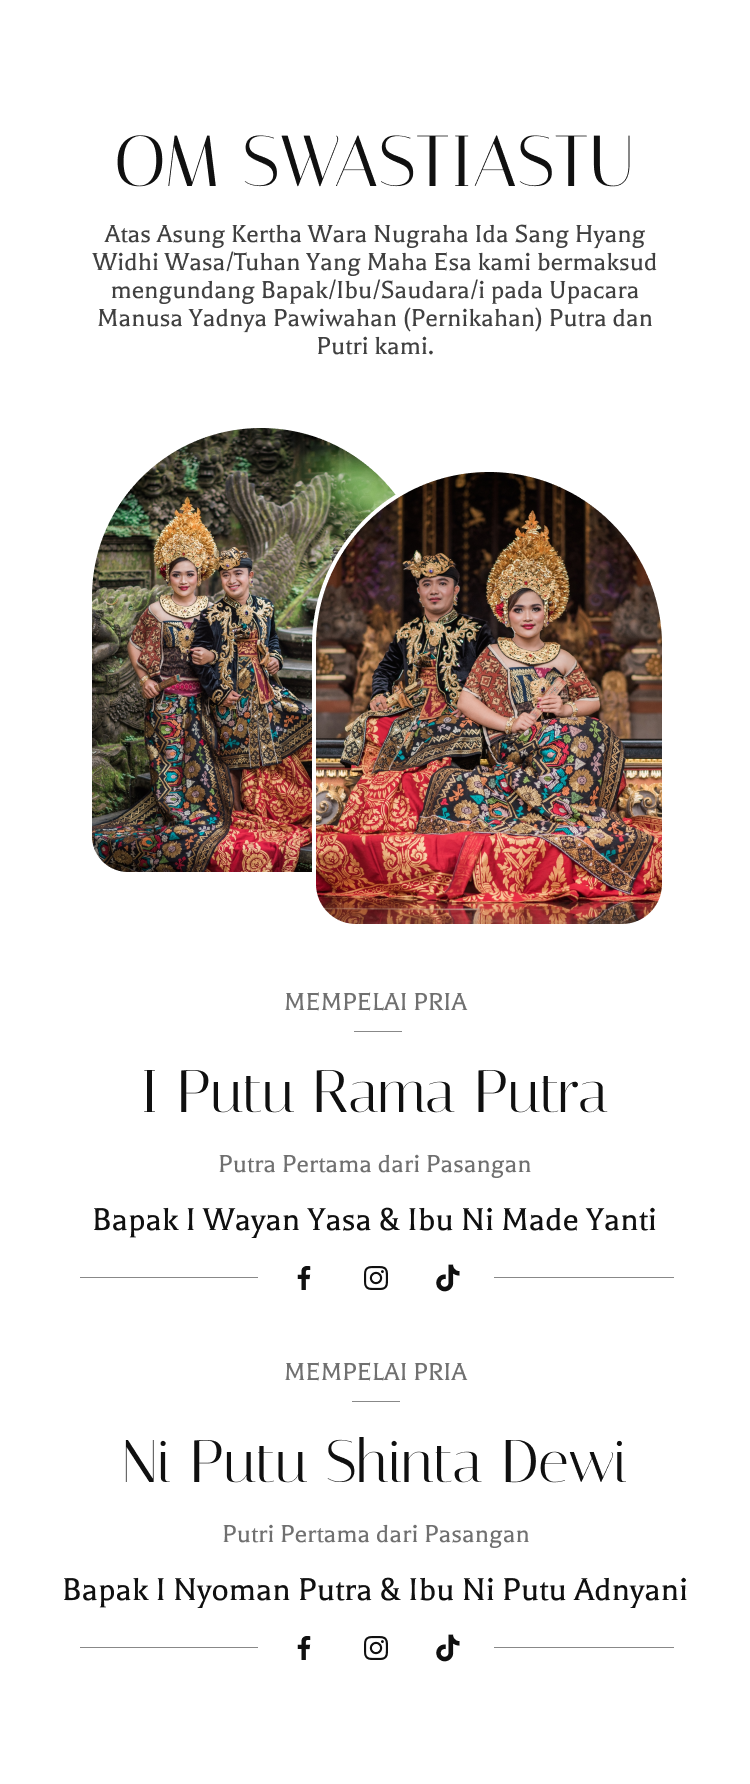 OM SWASTIASTU
Atas Asung Kertha Wara Nugraha Ida Sang Hyang
Widhi Wasa/Tuhan Yang Maha Esa kami bermaksud
mengundang Bapak/Ibu/Saudara/i pada Upacara
Manusa Yadnya Pawiwahan (Pernikahan) Putra dan
Putri kami.
MEMPELAI PRIA
I Putu Rama Putra
Putra Pertama dari Pasangan
Bapak I Wayan Yasa & Ibu Ni Made Yanti
MEMPELAI PRIA
Ni Putu Shinta Dewi
Putri Pertama dari Pasangan
Bapak I Nyoman Putra & Ibu Ni Putu Adnyani